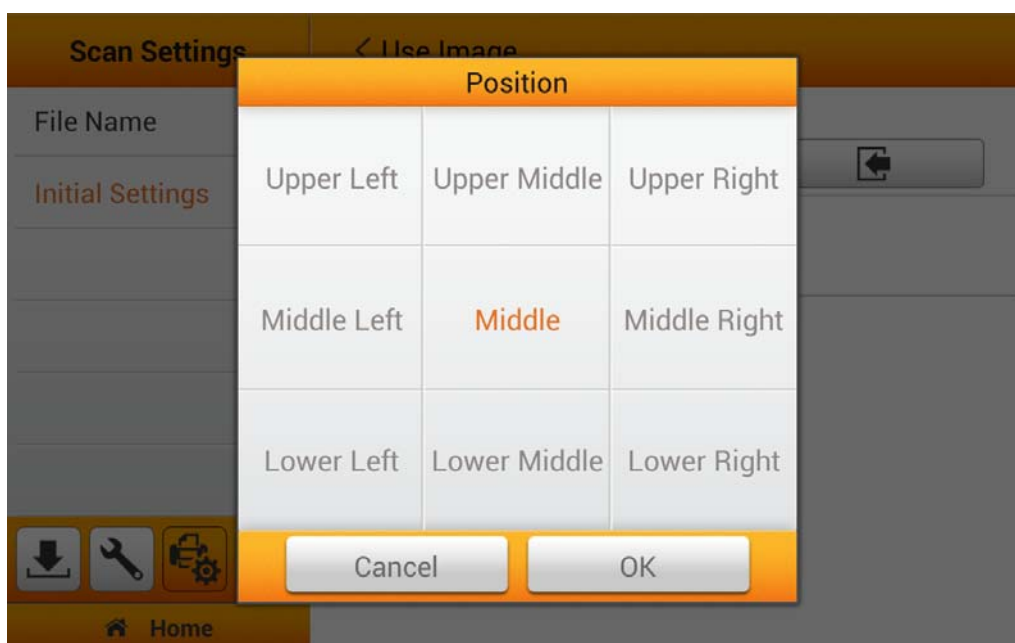 Scan Settings
< Use Image
Position
File Name
Initial Settings
Upper Left
Upper Middle
Upper Right
Middle Left
Middle
Middle Right
Lower Left
Lower Middle
Lower Right
Cancel
OK
Home